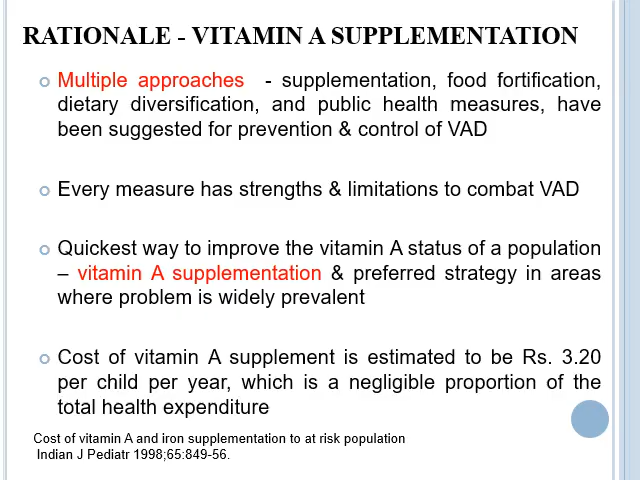 RATIONALE - VITAMIN A SUPPLEMENTATION
Multiple approaches - supplementation, food fortification,
dietary diversification, and public health measures, have
been suggested for prevention & control of VAD
Every measure has strengths & limitations to combat VAD
Quickest way to improve the vitamin A status of a population
– vitamin A supplementation & preferred strategy in areas
where problem is widely prevalent
Cost of vitamin A supplement is estimated to be Rs. 3.20
per child per year, which is a negligible proportion of the
total health expenditure
Cost of vitamin A and iron supplementation to at risk population
Indian J Pediatr 1998;65:849-56.